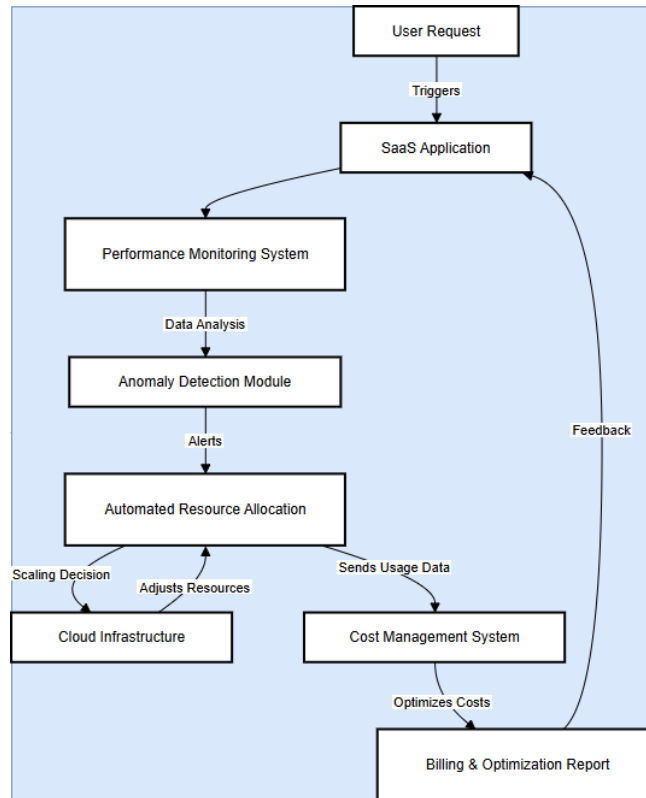 User Request
Triggers
SaaS Application
Performance Monitoring System
Data Analysis
Anomaly Detection Module
Alerts
Feedback
Automated Resource Allocation
Scaling Decision
Adjusts Resources
Sends Usage Data
Cloud Infrastructure
Cost Management System
Optimizes Costs
Billing & Optimization Report